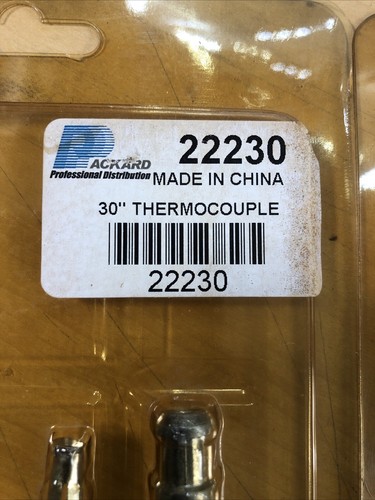 PACKARD
Professional Distribution
22230
MADE IN CHINA
30" THERMOCOUPLE
22230